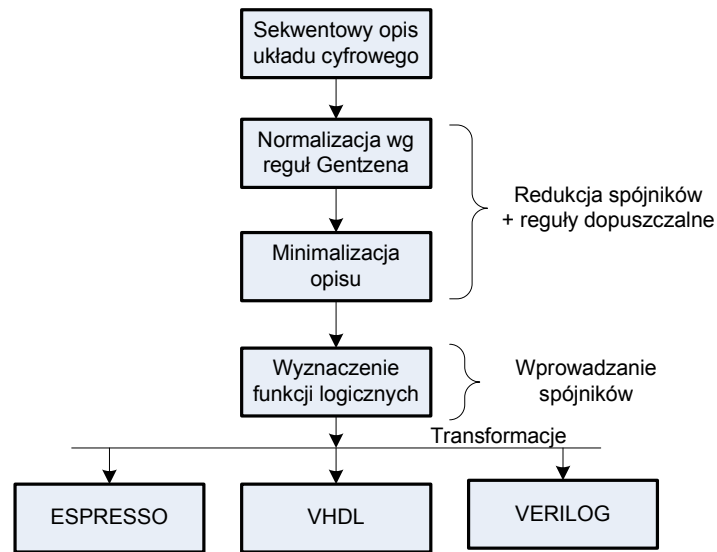 Sekwentowy opis
układu cyfrowego
Normalizacja wg
reguł Gentzena
Redukcja spójników
+ reguły dopuszczalne
Minimalizacja
opisu
Wyznaczenie
funkcji logicznych
Wprowadzanie
spójników
Transformacje
ESPRESSO
VHDL
VERILOG